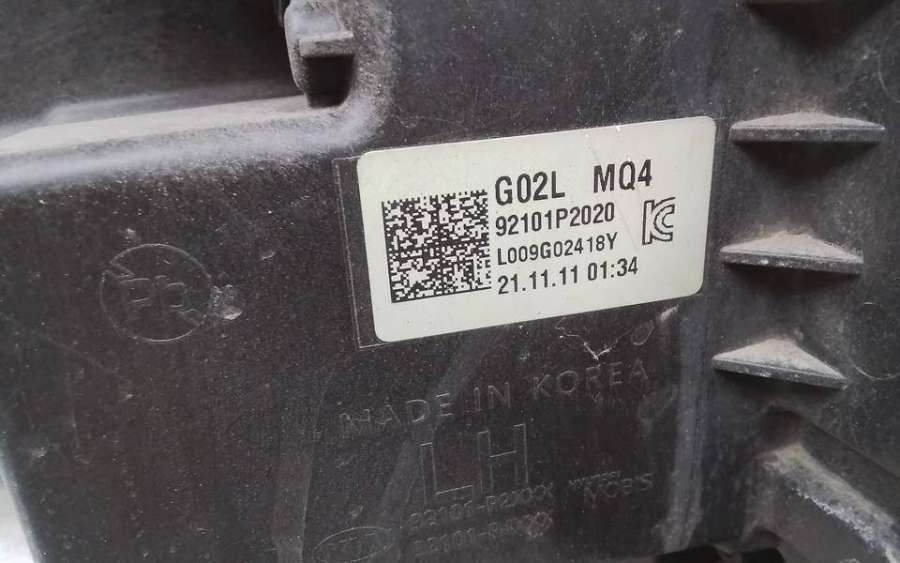 G02L MQ4
92101P2020
L009G02418Y
21.11.11 01:34
MADE IN KOREA
LH
MOBIS